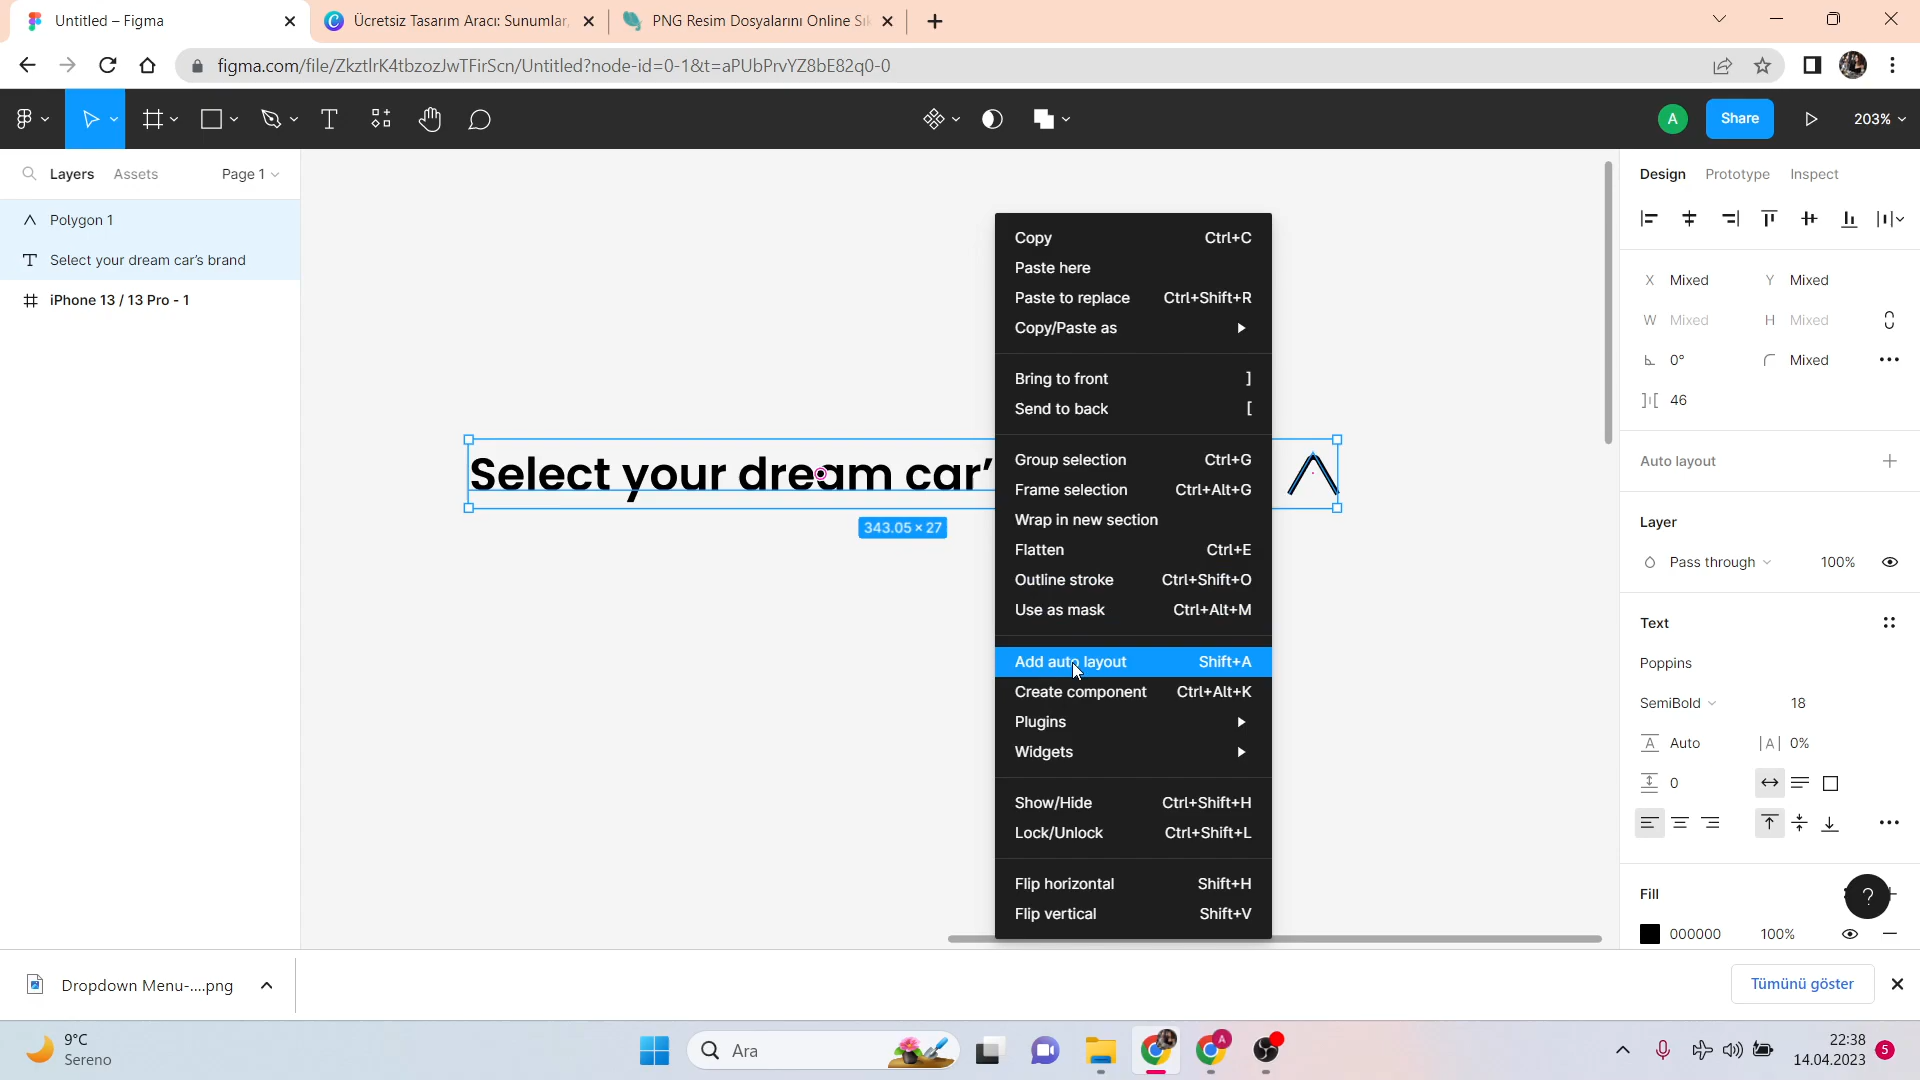 Untitled – Figma
Ücretsiz Tasarım Aracı: Sunumlar,
PNG Resim Dosyalarını Online Sık
figma.com/file/ZkztlrK4tbzozJwTFirScn/Untitled?node-id=0-1&t=aPUbPrvYZ8bE82q0-0
A
Share
203%
Layers
Assets
Page 1
Design
Prototype
Inspect
Polygon 1
Select your dream car's brand
iPhone 13 / 13 Pro - 1
Select your dream car'
343.05 × 27
Copy Ctrl+C
Paste here
Paste to replace Ctrl+Shift+R
Copy/Paste as
Bring to front ]
Send to back [
Group selection Ctrl+G
Frame selection Ctrl+Alt+G
Wrap in new section
Flatten Ctrl+E
Outline stroke Ctrl+Shift+O
Use as mask Ctrl+Alt+M
Add auto layout Shift+A
Create component Ctrl+Alt+K
Plugins
Widgets
Show/Hide Ctrl+Shift+H
Lock/Unlock Ctrl+Shift+L
Flip horizontal Shift+H
Flip vertical Shift+V
X Mixed Y Mixed
W Mixed H Mixed
0° Mixed
46
Auto layout
Layer
Pass through 100%
Text
Poppins
SemiBold 18
A Auto |A| 0%
0
Fill
?
000000 100%
Dropdown Menu-....png
Tümünü göster
9°C
Sereno
Ara
A
22:38
14.04.2023
5